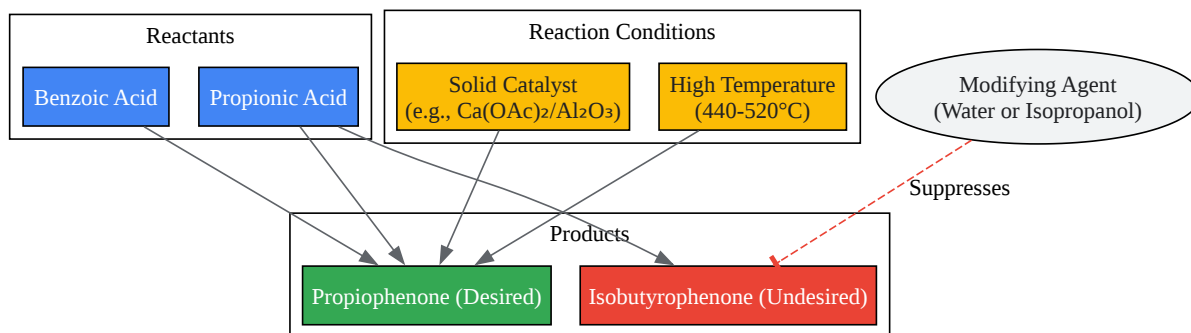 Reactants
Benzoic Acid
Propionic Acid
Reaction Conditions
Solid Catalyst
(e.g., Ca(OAc)₂/Al₂O₃)
High Temperature
(440-520°C)
Modifying Agent
(Water or Isopropanol)
Suppresses
Products
Propiophenone (Desired)
Isobutyrophenone (Undesired)